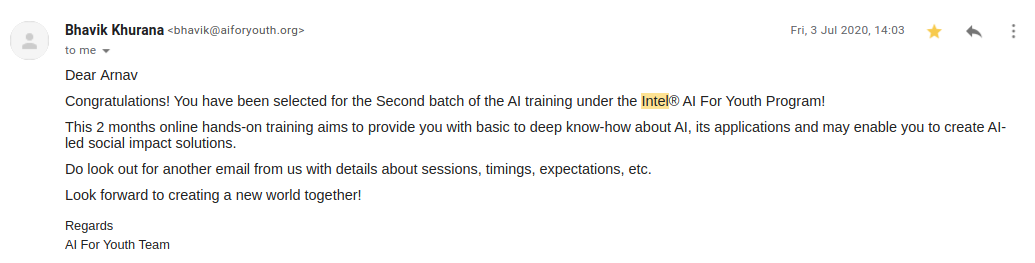 Bhavik Khurana <bhavik@aiforyouth.org> Fri, 3 Jul 2020, 14:03
to me
Dear Arnav
Congratulations! You have been selected for the Second batch of the AI training under the Intel® AI For Youth Program!
This 2 months online hands-on training aims to provide you with basic to deep know-how about AI, its applications and may enable you to create AI-
led social impact solutions.
Do look out for another email from us with details about sessions, timings, expectations, etc.
Look forward to creating a new world together!
Regards
AI For Youth Team